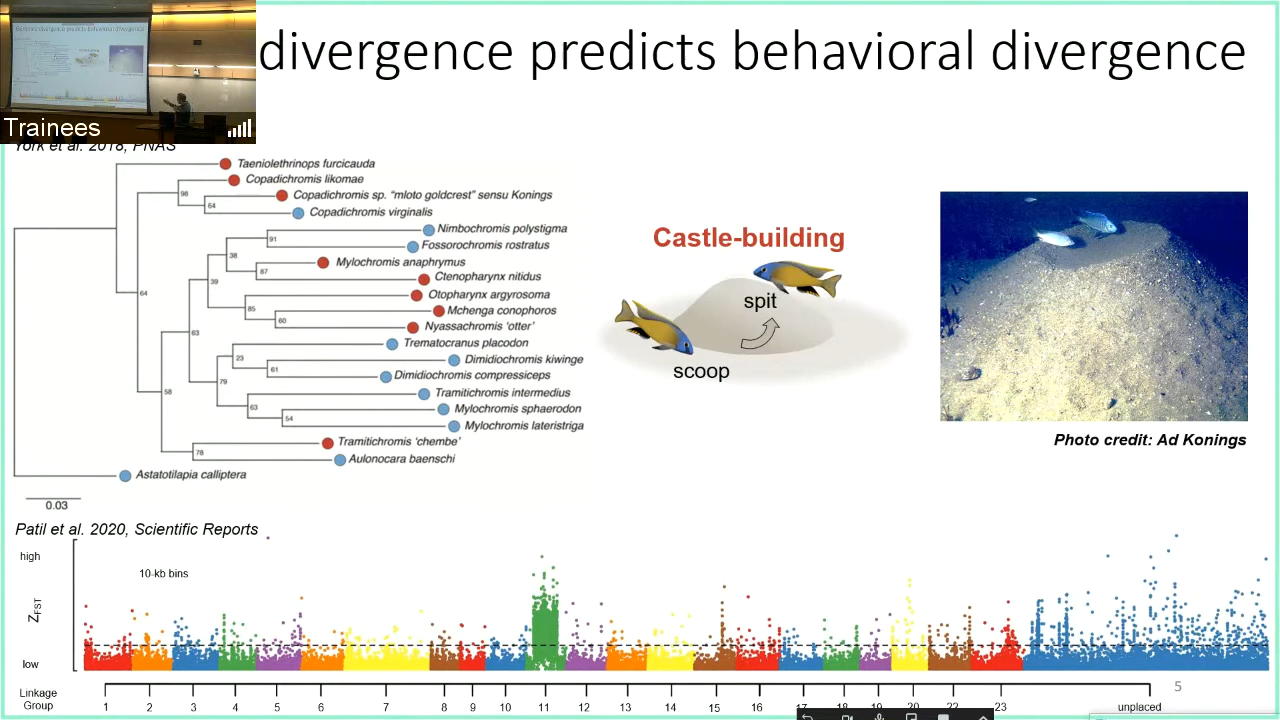 divergence predicts behavioral divergence
Trainees
York et al. 2018, PNAS
Taeniolethrinops furcicauda
Copadichromis likomae
98
Copadichromis sp. "mloto goldcrest" sensu Konings
64
Copadichromis virginalis
Nimbochromis polystigma
91
Fossorochromis rostratus
38
Mylochromis anaphrymus
87
Ctenopharynx nitidus
39
Otopharynx argyrosoma
64
85
Mchenga conophoros
60
Nyassachromis 'otter'
63
Trematocranus placodon
23
Dimidiochromis kiwinge
61
Dimidiochromis compressiceps
79
58
Tramitichromis intermedius
63
Mylochromis sphaerodon
54
Mylochromis lateristriga
Tramitichromis 'chembe'
78
Aulonocara baenschi
Astatotilapia calliptera
0.03
Castle-building
spit
scoop
Photo credit: Ad Konings
Patil et al. 2020, Scientific Reports
high
10-kb bins
ZFST
low
5
Linkage
Group
1 2 3 4 5 6 7 8 9 10 11 12 13 14 15 16 17 18 19 20 22 23 unplaced